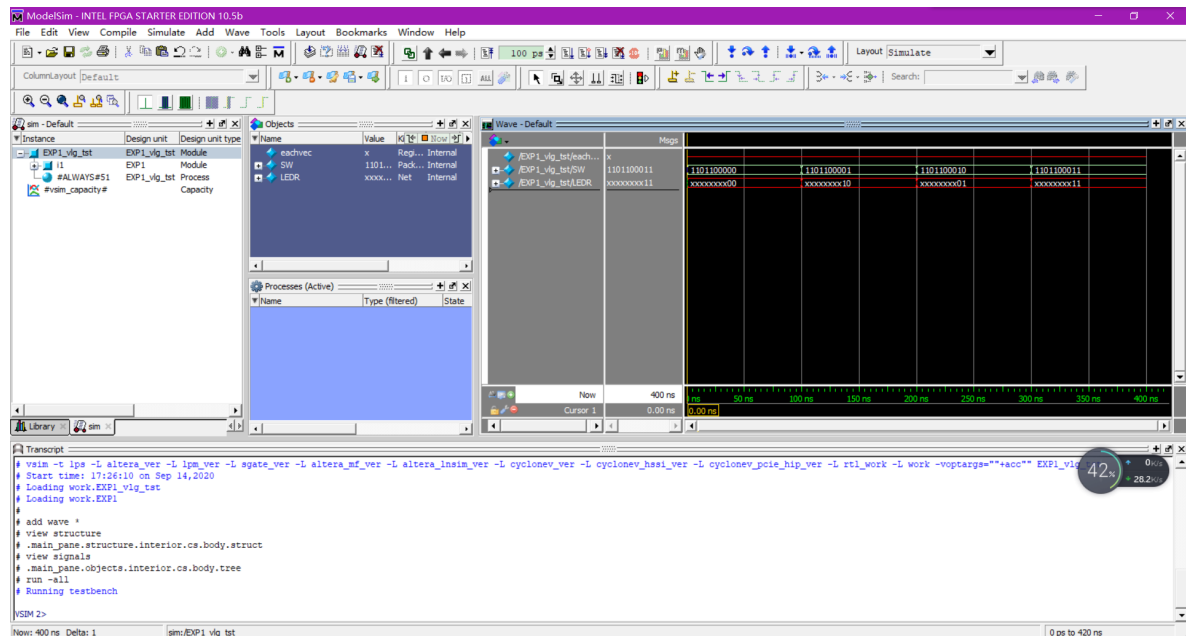 ModelSim - INTEL FPGA STARTER EDITION 10.5b
File Edit View Compile Simulate Add Wave Tools Layout Bookmarks Window Help
100 ps Layout Simulate
ColumnLayout Default Search:
sim - Default
Instance Design unit Design unit type
EXP1_vlg_tst EXP1_vlg_tst Module
i1 EXP1 Module
#ALWAYS#51 EXP1_vlg_tst Process
#vsim_capacity# Capacity
Library sim
Objects
Name Value Now
eachvec x Regi... Internal
SW 1101... Pack... Internal
LEDR xxxx... Net Internal
Processes (Active)
Name Type (filtered) State
Wave - Default
Msgs
/EXP1_vlg_tst/each... x
/EXP1_vlg_tst/SW 1101100011 1101100000 1101100001 1101100010 1101100011
/EXP1_vlg_tst/LEDR xxxxxxxx11 xxxxxxxx00 xxxxxxxx10 xxxxxxxx01 xxxxxxxx11
Now 400 ns ns 50 ns 100 ns 150 ns 200 ns 250 ns 300 ns 350 ns 400 ns
Cursor 1 0.00 ns 0.00 ns
Transcript
# vsim -t 1ps -L altera_ver -L lpm_ver -L sgate_ver -L altera_mf_ver -L altera_lnsim_ver -L cyclonev_ver -L cyclonev_hssi_ver -L cyclonev_pcie_hip_ver -L rtl_work -L work -voptargs=""+acc"" EXP1_vlg
# Start time: 17:26:10 on Sep 14,2020
# Loading work.EXP1_vlg_tst
# Loading work.EXP1
#
# add wave *
# view structure
# .main_pane.structure.interior.cs.body.struct
# view signals
# .main_pane.objects.interior.cs.body.tree
# run -all
# Running testbench
VSIM 2>
42%
0K/s
28.2K/s
Now: 400 ns Delta: 1 sim:/EXP1_vlg_tst 0 ps to 420 ns